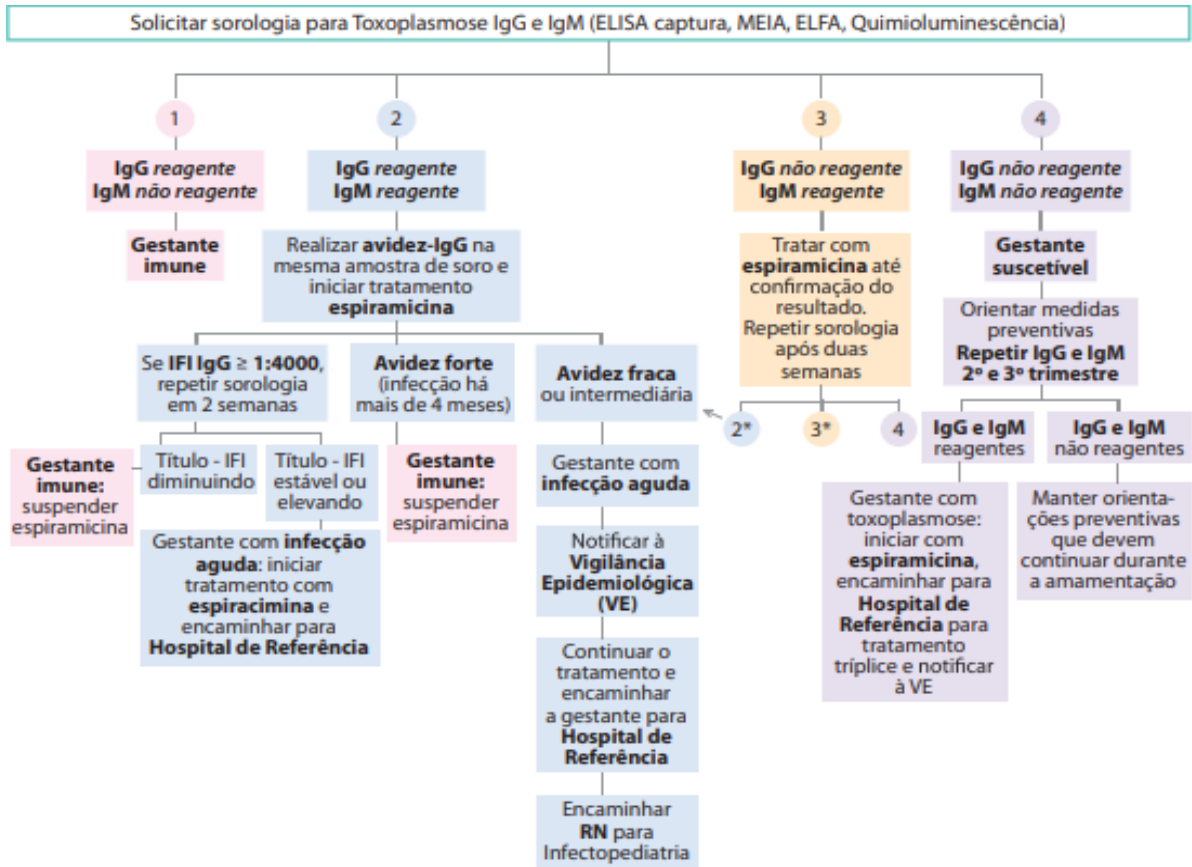 Solicitar sorologia para Toxoplasmose IgG e IgM (ELISA captura, MEIA, ELFA, Quimioluminescência)
1
IgG reagente
IgM não reagente
Gestante
imune
2
IgG reagente
IgM reagente
Realizar avidez-IgG na
mesma amostra de soro e
iniciar tratamento
espiramicina
Se IFI IgG ≥ 1:4000,
repetir sorologia
em 2 semanas
Gestante
imune:
suspender
espiramicina
Título - IFI
diminuindo
Título - IFI
estável ou
elevando
Gestante com infecção
aguda: iniciar
tratamento com
espiracimina e
encaminhar para
Hospital de Referência
Avidez forte
(infecção há
mais de 4 meses)
Gestante
imune:
suspender
espiramicina
Avidez fraca
ou intermediária
Gestante com
infecção aguda
Notificar à
Vigilância
Epidemiológica
(VE)
Continuar o
tratamento e
encaminhar
a gestante para
Hospital de
Referência
Encaminhar
RN para
Infectopediatria
3
IgG não reagente
IgM reagente
Tratar com
espiramicina até
confirmação do
resultado.
Repetir sorologia
após duas
semanas
2*
3*
4
4
IgG não reagente
IgM não reagente
Gestante
suscetível
Orientar medidas
preventivas
Repetir IgG e IgM
2º e 3º trimestre
IgG e IgM
reagentes
Gestante com
toxoplasmose:
iniciar com
espiramicina,
encaminhar para
Hospital de
Referência para
tratamento
tríplice e notificar
à VE
IgG e IgM
não reagentes
Manter orienta-
ções preventivas
que devem
continuar durante
a amamentação